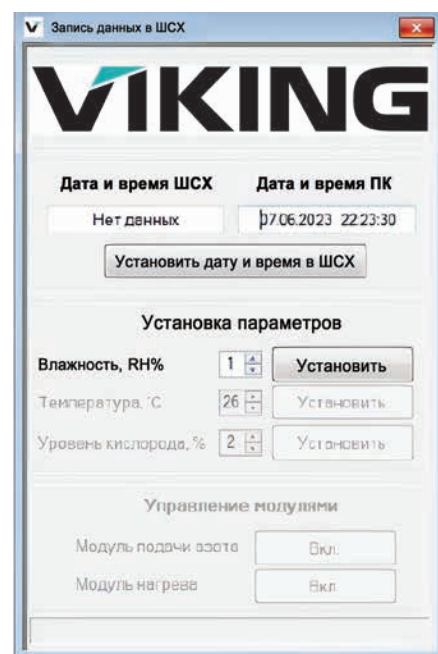 Запись данных в ШСХ
VIKING
Дата и время ШСХ Дата и время ПК
Нет данных 07.06.2023 22:23:30
Установить дату и время в ШСХ
Установка параметров
Влажность, RH% 1 Установить
Температура, °C 26 Установить
Уровень кислорода, % 2 Установить
Управление модулями
Модуль подачи азота Вкл.
Модуль нагрева Вкл